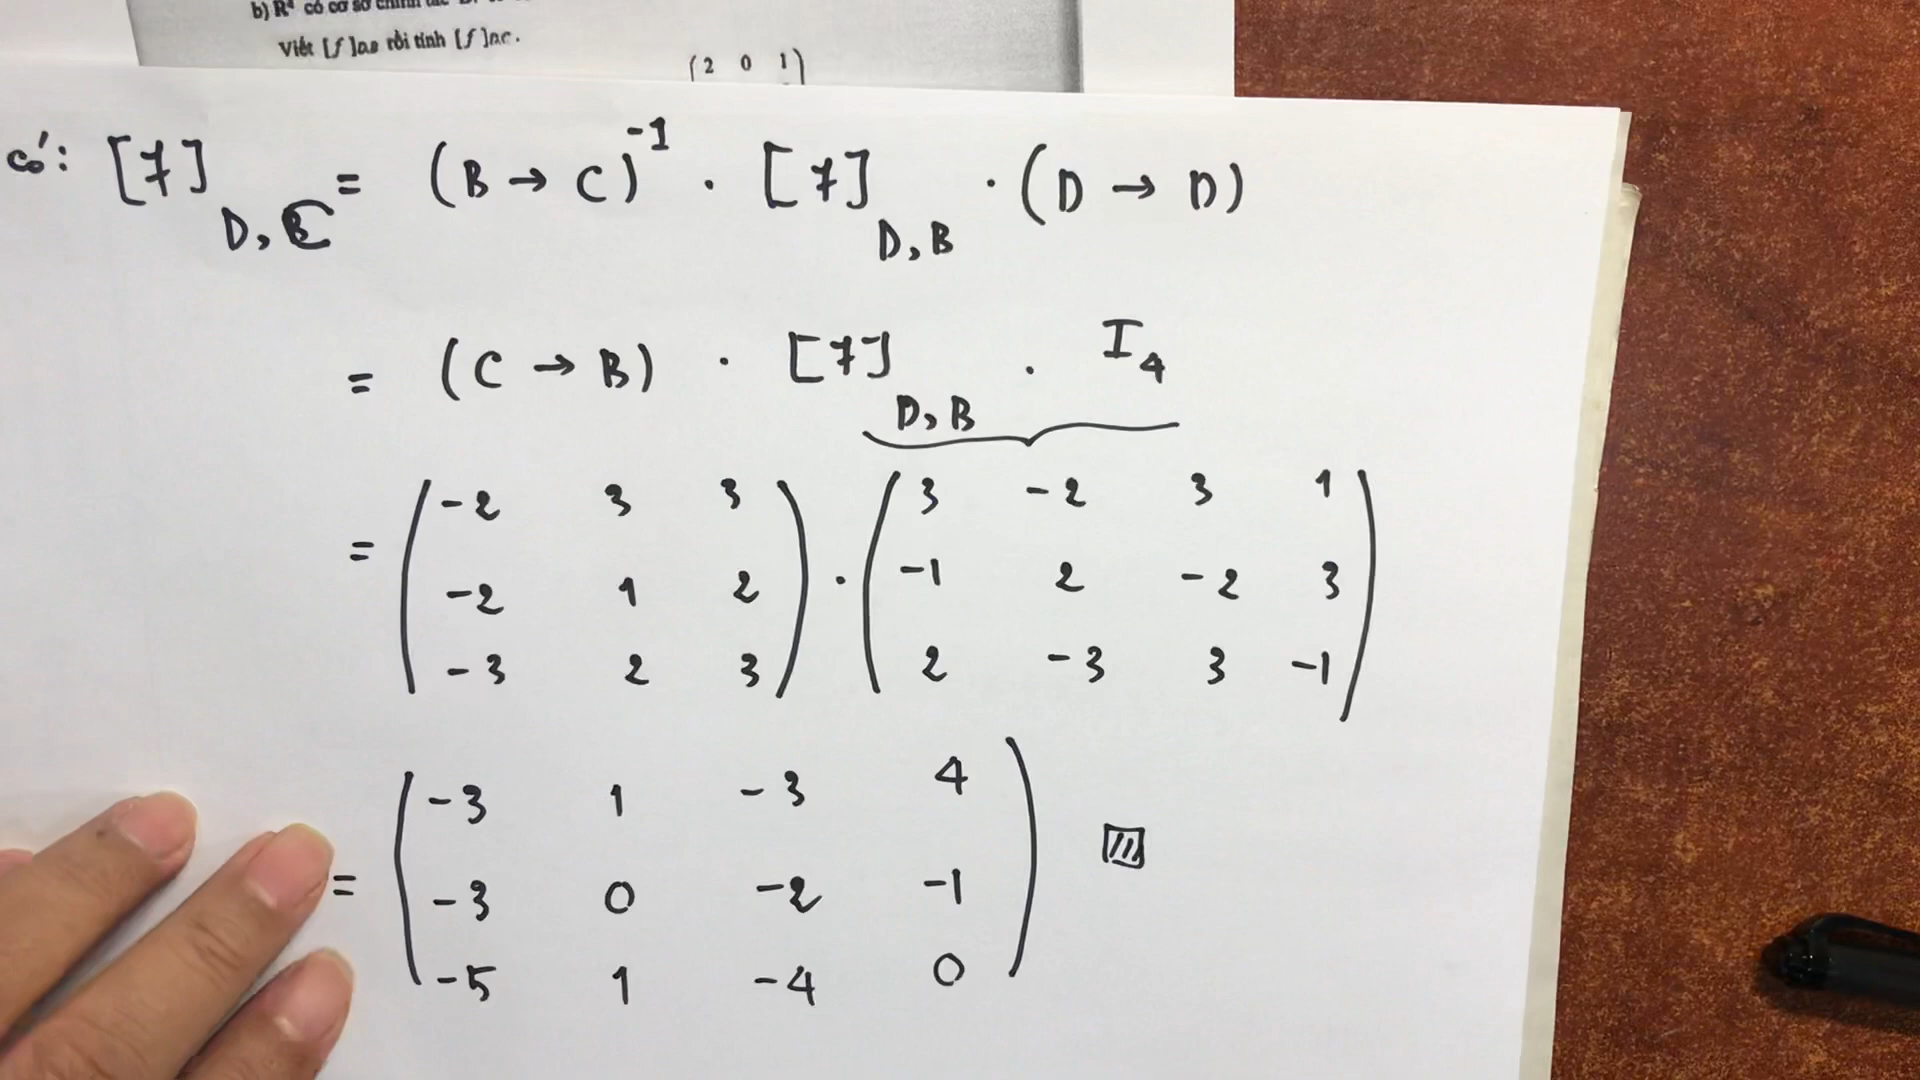 b) R⁴ có cơ sở chính tắc D.
Viết [f]D,B rồi tính [f]D,C.
(2 0 1)
có: [f]D,C = (B → C)⁻¹ . [f]D,B . (D → D)
= (C → B) . [f]D,B . I₄
= (-2 3 3) . (3 -2 3 1)
-2 1 2 -1 2 -2 3
-3 2 3 2 -3 3 -1
= (-3 1 -3 4)
-3 0 -2 -1
-5 1 -4 0